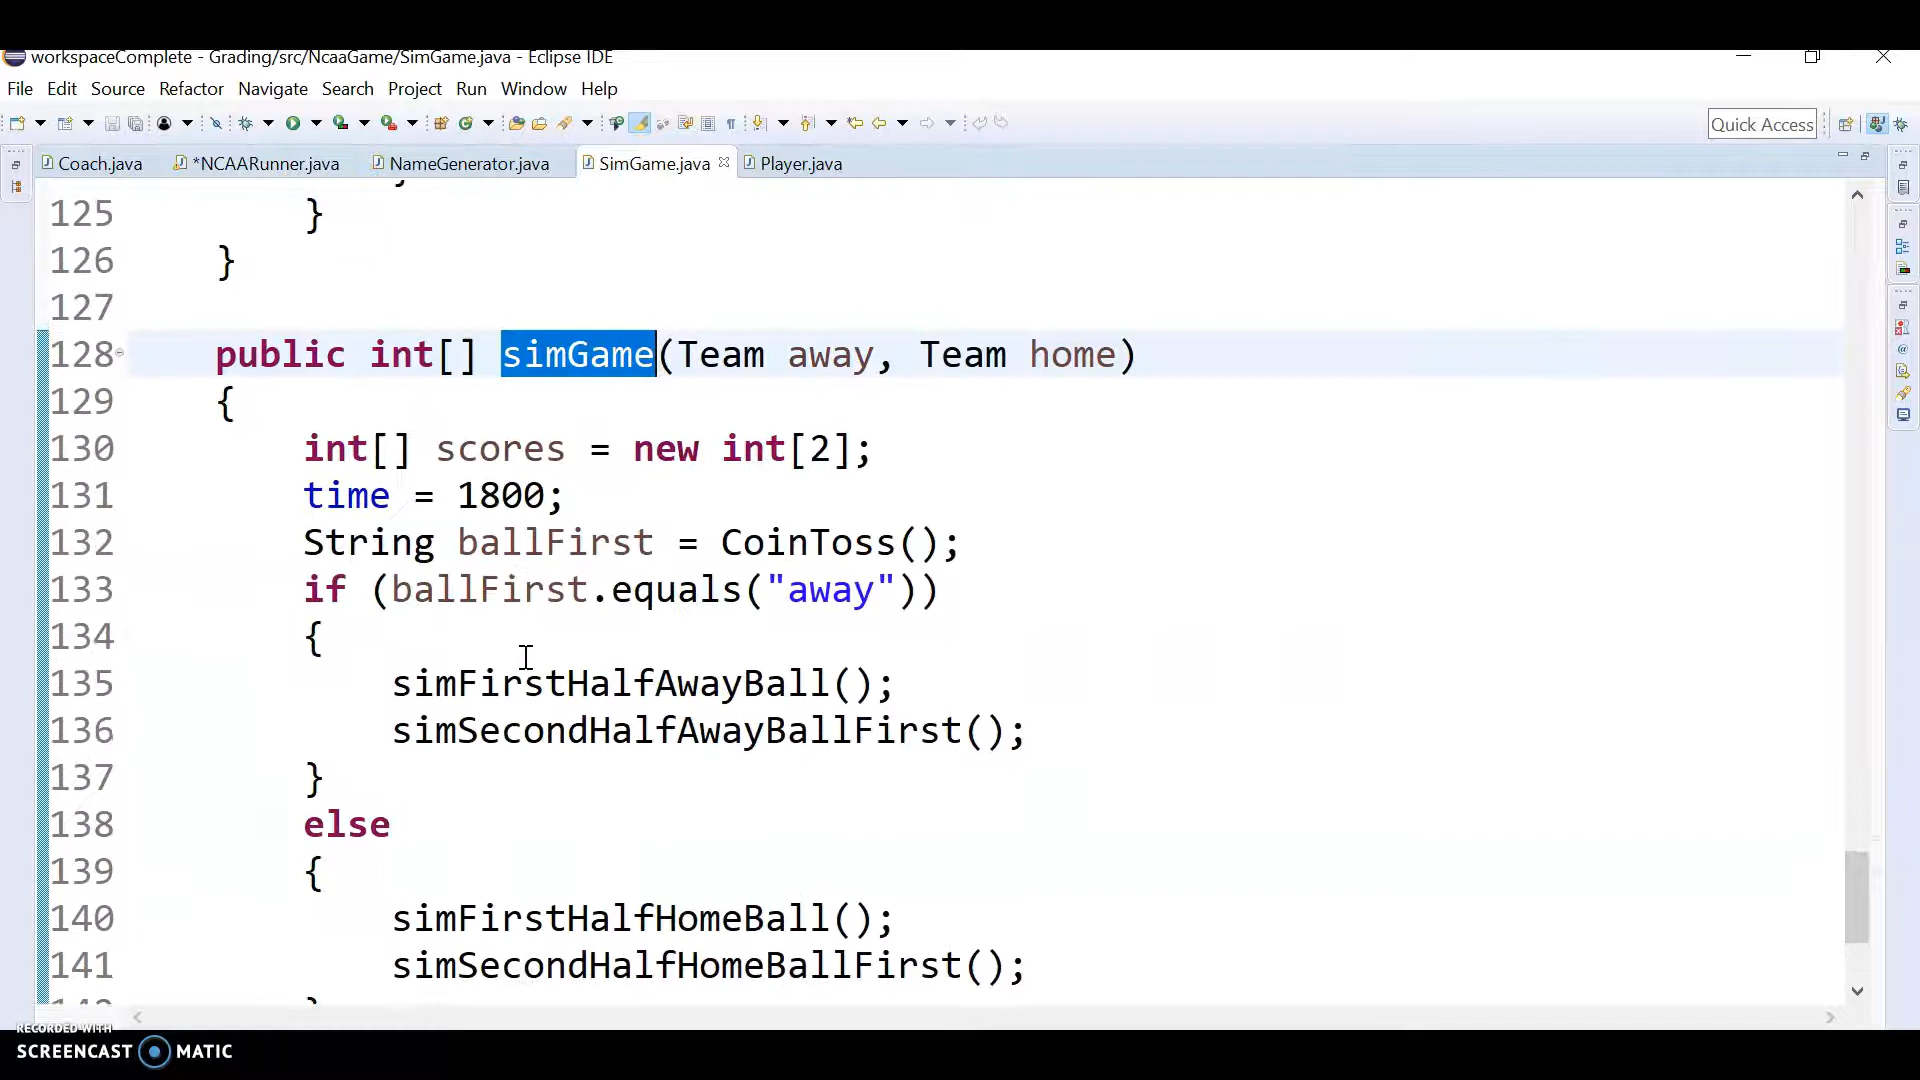 workspaceComplete - Grading/src/NcaaGame/SimGame.java - Eclipse IDE
File Edit Source Refactor Navigate Search Project Run Window Help
Quick Access
Coach.java *NCAARunner.java NameGenerator.java SimGame.java Player.java
125 }
126 }
127
128 public int[] simGame(Team away, Team home)
129 {
130 int[] scores = new int[2];
131 time = 1800;
132 String ballFirst = CoinToss();
133 if (ballFirst.equals("away"))
134 {
135 simFirstHalfAwayBall();
136 simSecondHalfAwayBallFirst();
137 }
138 else
139 {
140 simFirstHalfHomeBall();
141 simSecondHalfHomeBallFirst();
RECORDED WITH
SCREENCAST MATIC